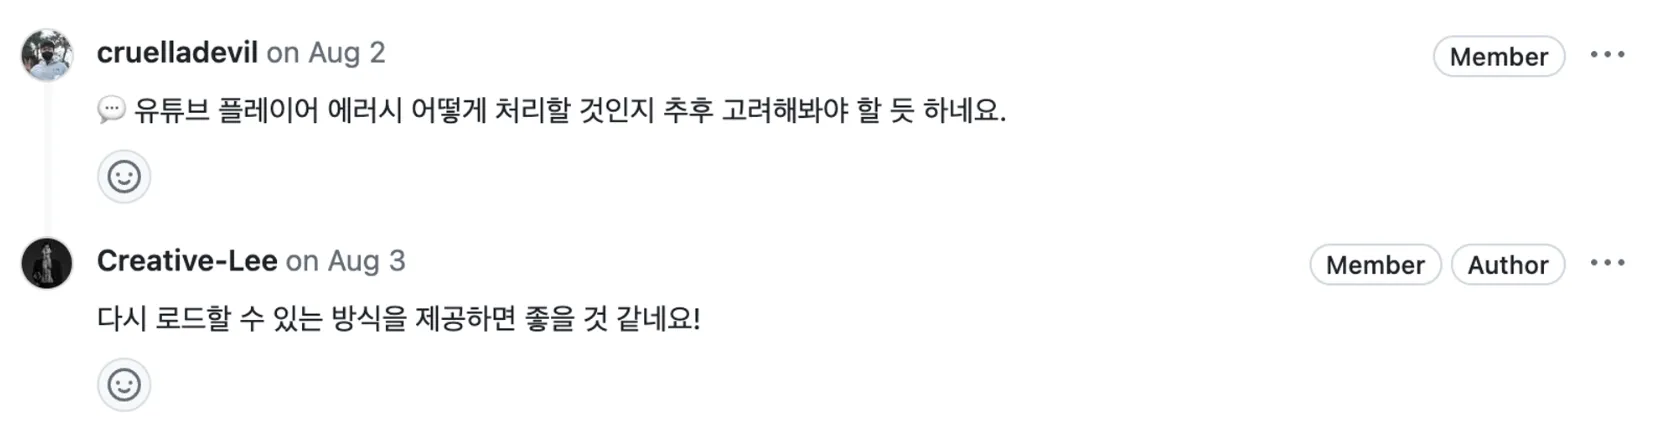 cruelladevil on Aug 2
Member
💬 유튜브 플레이어 에러시 어떻게 처리할 것인지 추후 고려해봐야 할 듯 하네요.
Creative-Lee on Aug 3
Member
Author
다시 로드할 수 있는 방식을 제공하면 좋을 것 같네요!